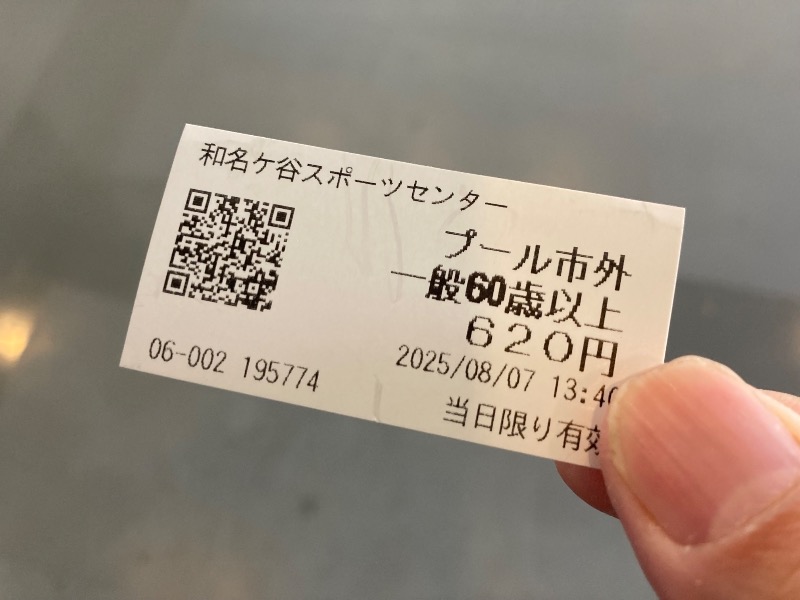 和名ケ谷スポーツセンター
プール市外
一般60歳以上
620円
2025/08/07 13:40
06-002 195774
当日限り有効